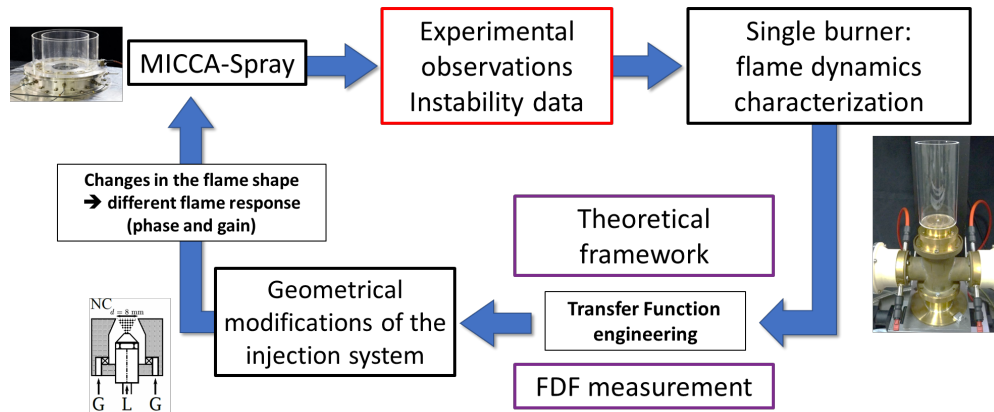 MICCA-Spray
Experimental
observations
Instability data
Single burner:
flame dynamics
characterization
Changes in the flame shape
➔ different flame response
(phase and gain)
Theoretical
framework
Transfer Function
engineering
FDF measurement
Geometrical
modifications of the
injection system
NC
d = 8 mm
G L G